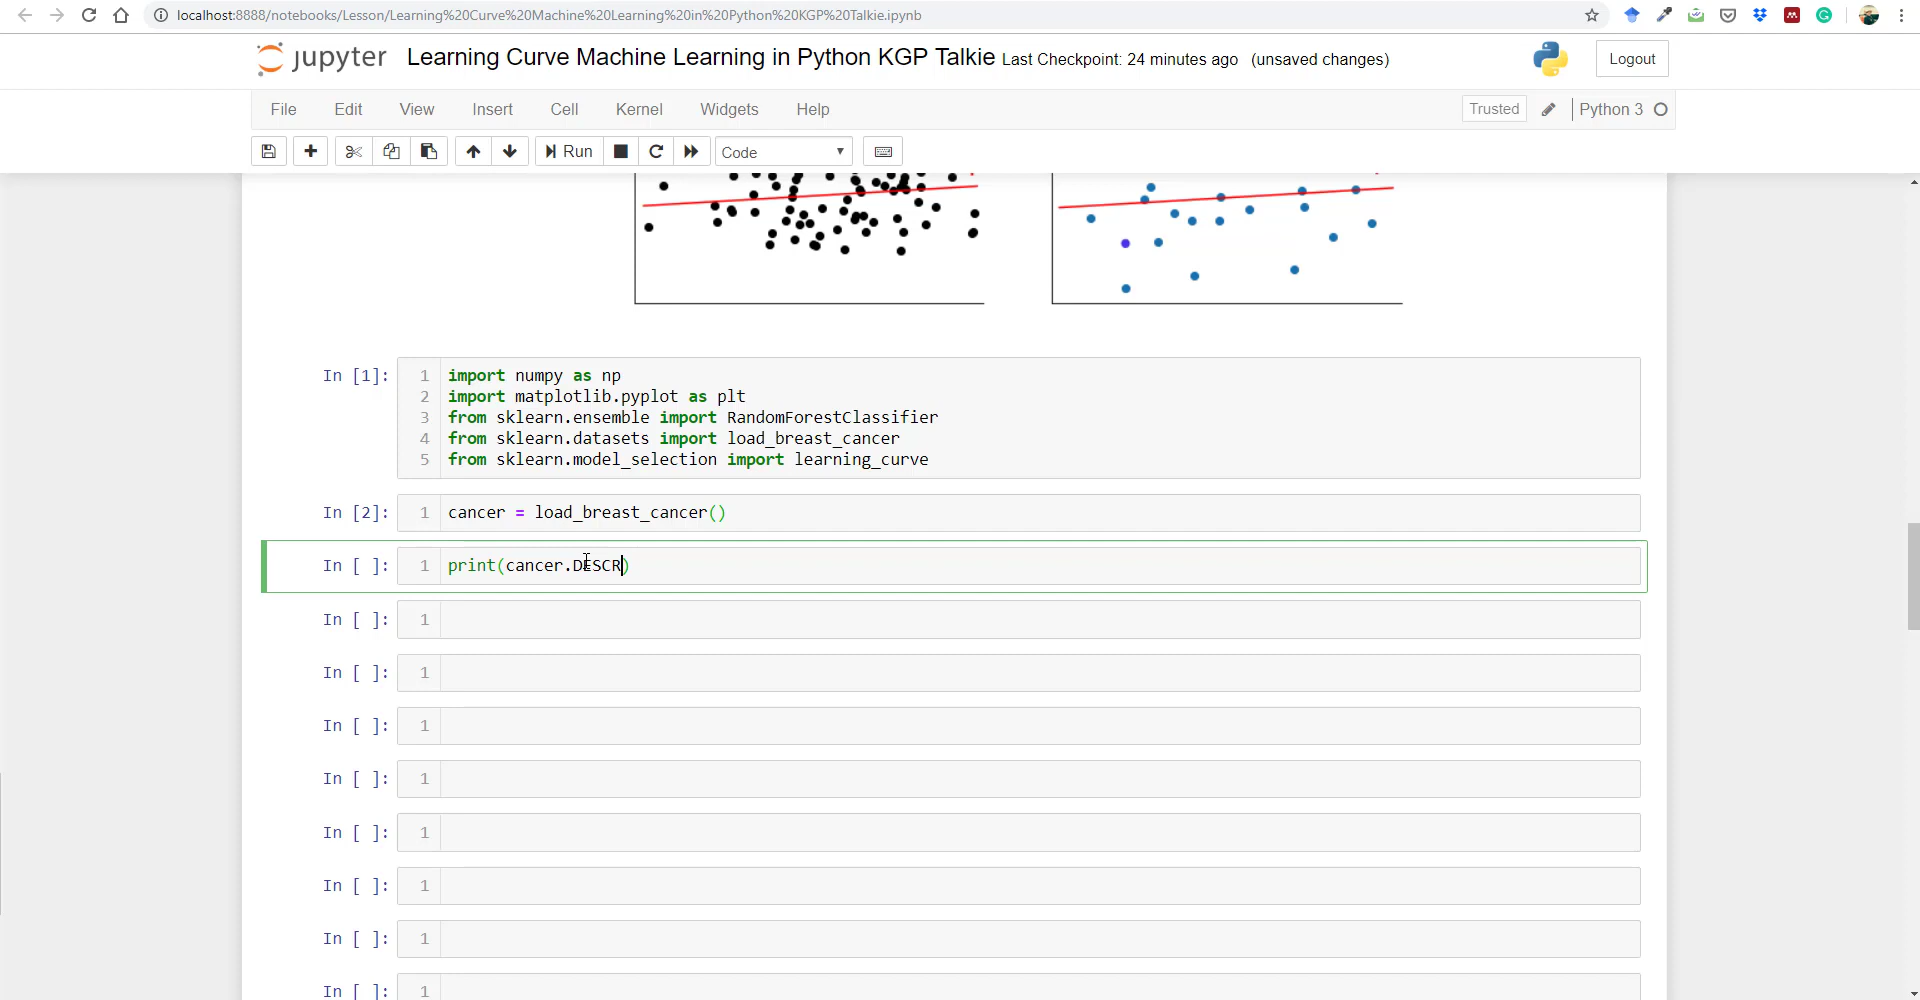 localhost:8888/notebooks/Lesson/Learning%20Curve%20Machine%20Learning%20in%20Python%20KGP%20Talkie.ipynb
jupyter Learning Curve Machine Learning in Python KGP Talkie Last Checkpoint: 24 minutes ago (unsaved changes) Logout
File Edit View Insert Cell Kernel Widgets Help Trusted Python 3
Run Code
In [1]: 1 import numpy as np
2 import matplotlib.pyplot as plt
3 from sklearn.ensemble import RandomForestClassifier
4 from sklearn.datasets import load_breast_cancer
5 from sklearn.model_selection import learning_curve
In [2]: 1 cancer = load_breast_cancer()
In [ ]: 1 print(cancer.DESCR)
In [ ]: 1
In [ ]: 1
In [ ]: 1
In [ ]: 1
In [ ]: 1
In [ ]: 1
In [ ]: 1
In [ ]: 1